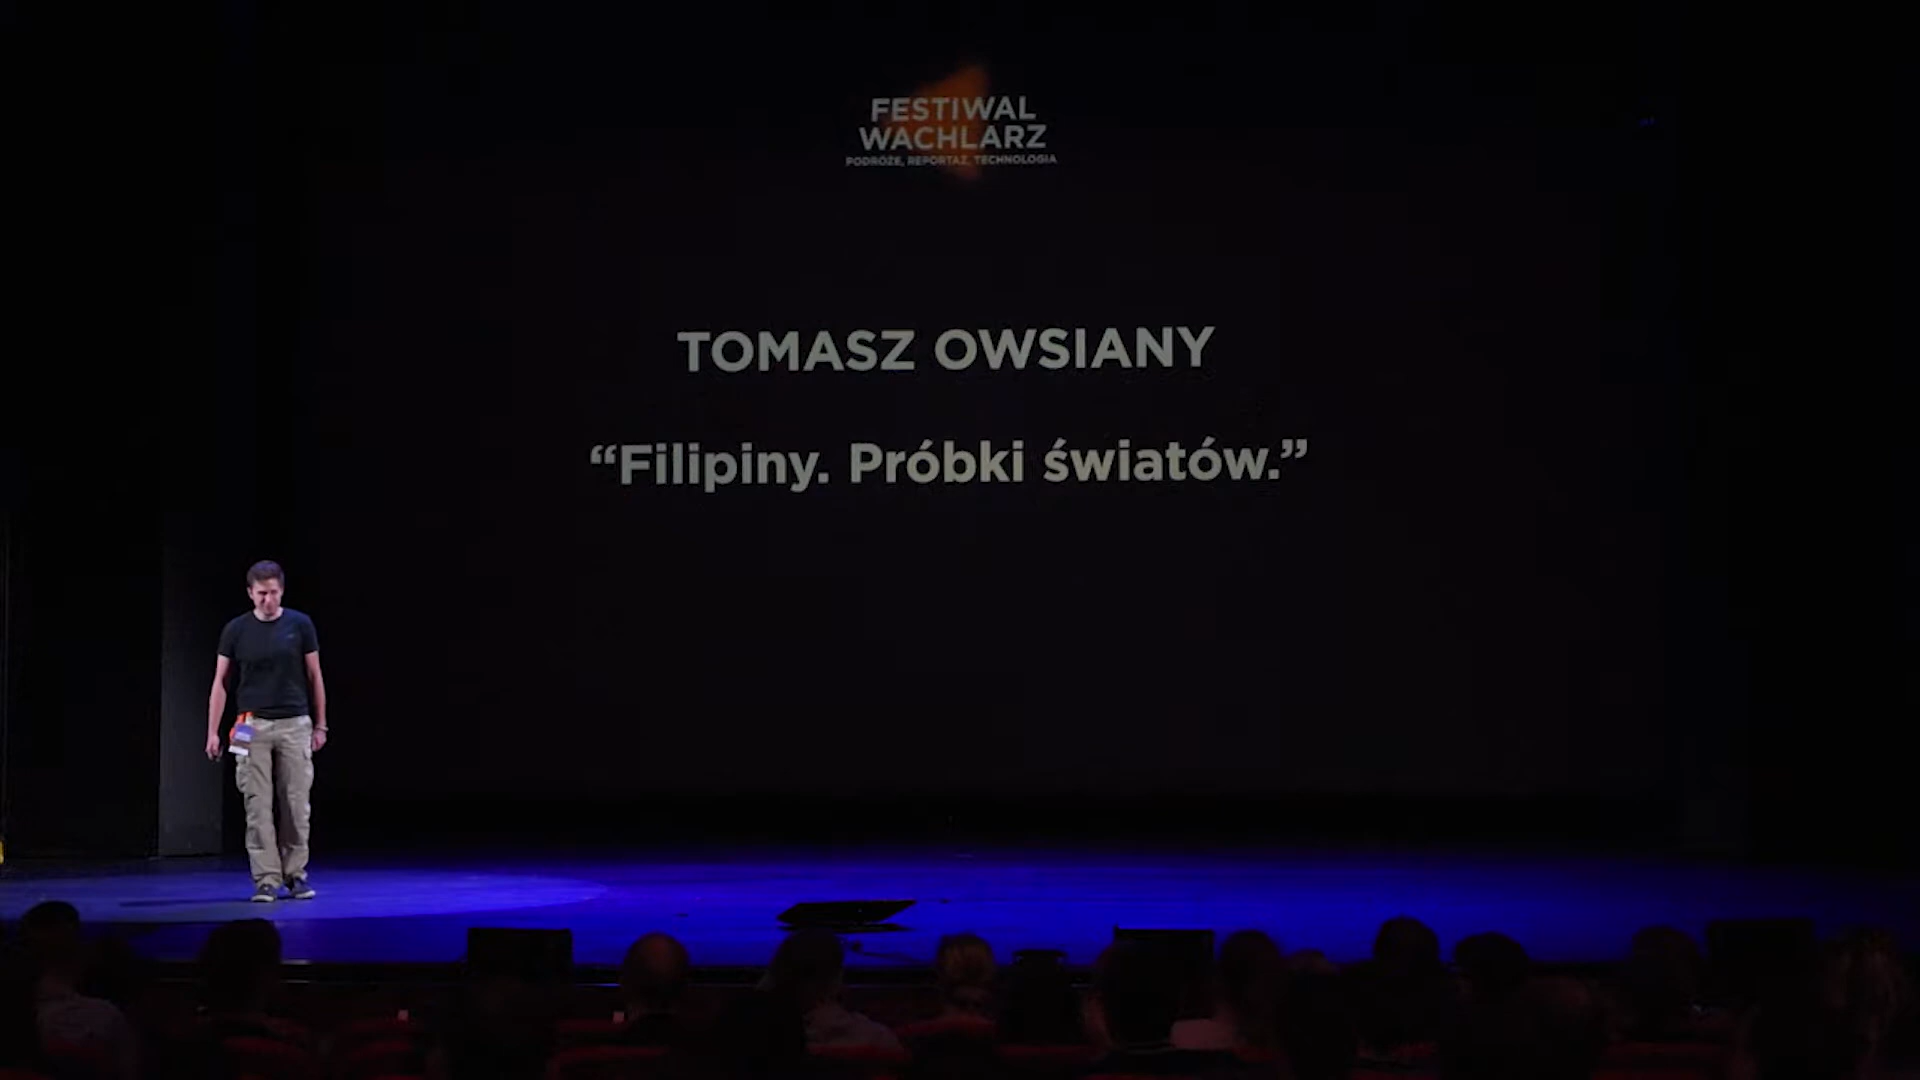 FESTIWAL
WACHLARZ
PODRÓŻE, REPORTAŻ, TECHNOLOGIA
TOMASZ OWSIANY
“Filipiny. Próbki światów.”